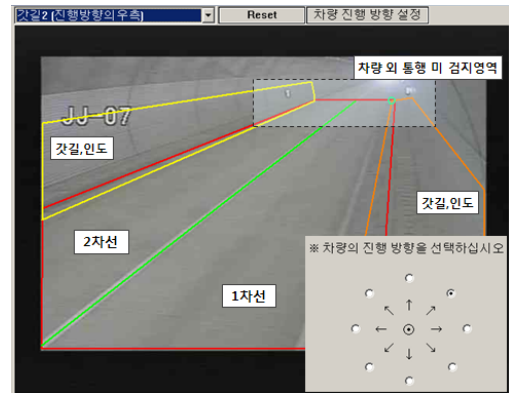 갓길2 (진행방향의우측)
Reset
차량 진행 방향 설정
차량 외 통행 미 검지영역
1
JJ-07
갓길,인도
갓길,인도
2차선
1차선
※ 차량의 진행 방향을 선택하십시오
↖ ↑ ↗
← →
↙ ↓ ↘